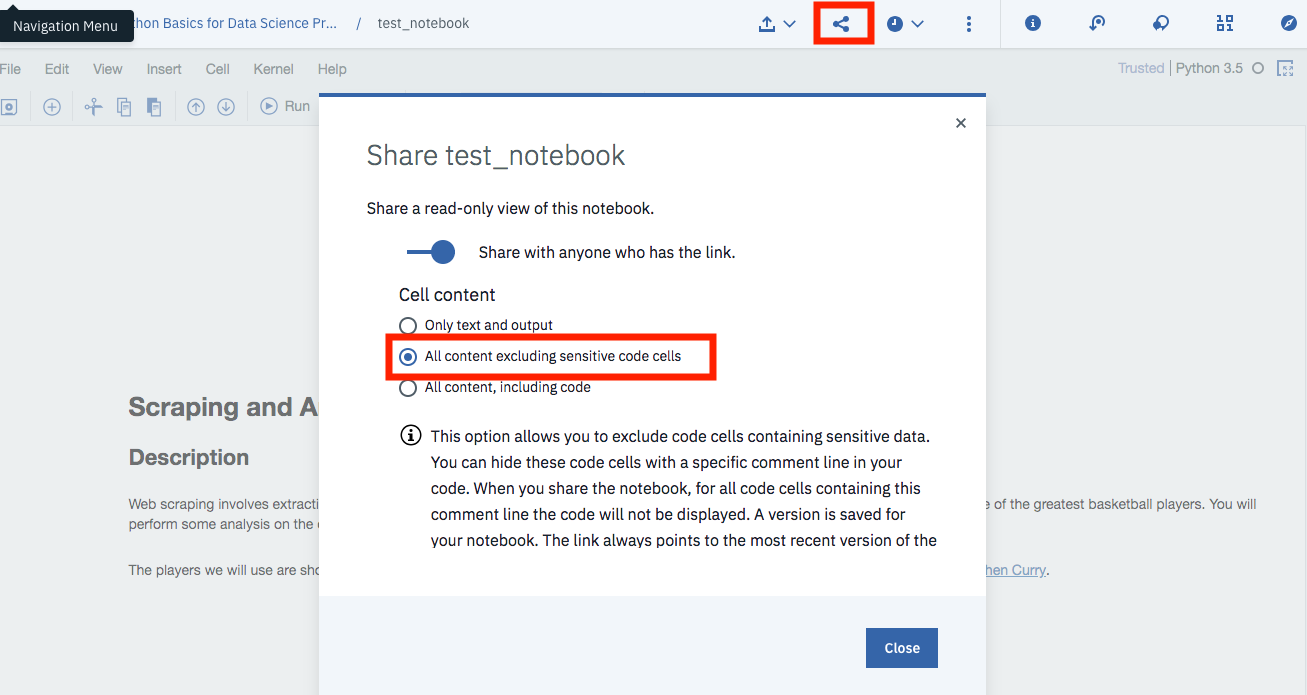 Navigation Menu
thon Basics for Data Science Pr... / test_notebook
File Edit View Insert Cell Kernel Help
Trusted | Python 3.5
Run
Share test_notebook
Share a read-only view of this notebook.
Share with anyone who has the link.
Cell content
Only text and output
All content excluding sensitive code cells
All content, including code
This option allows you to exclude code cells containing sensitive data.
You can hide these code cells with a specific comment line in your
code. When you share the notebook, for all code cells containing this
comment line the code will not be displayed. A version is saved for
your notebook. The link always points to the most recent version of the
Close
Scraping and A
Description
Web scraping involves extracti
e of the greatest basketball players. You will
perform some analysis on the
The players we will use are sho
hen Curry.